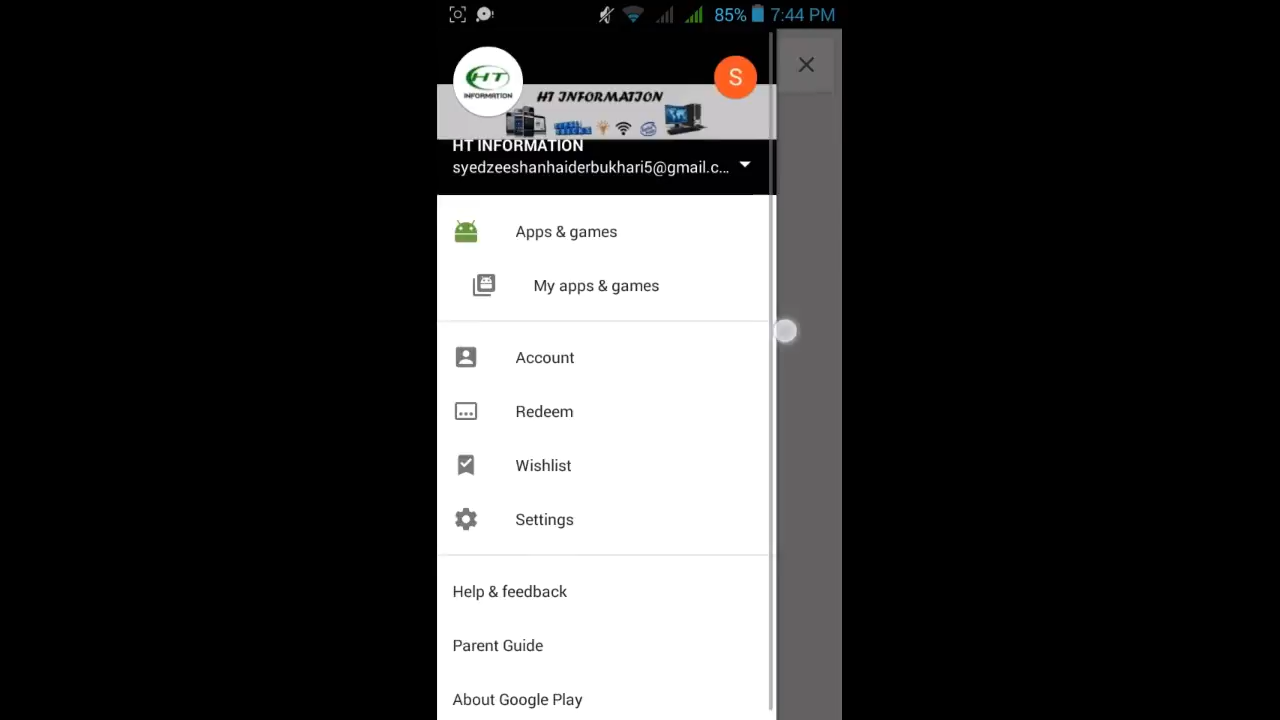 85% 7:44 PM
HT
INFORMATION
S
HT INFORMATION
HT INFORMATION
syedzeeshanhaiderbukhari5@gmail.c...
Apps & games
My apps & games
Account
Redeem
Wishlist
Settings
Help & feedback
Parent Guide
About Google Play